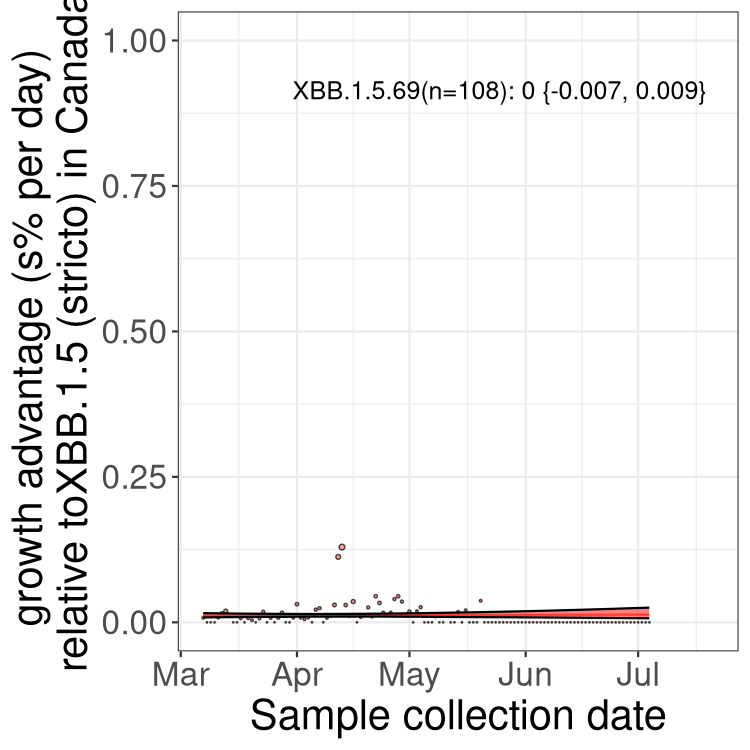 growth advantage (s% per day)
relative toXBB.1.5 (stricto) in Canada
1.00
0.75
0.50
0.25
0.00
XBB.1.5.69(n=108): 0 {-0.007, 0.009}
Mar Apr May Jun Jul
Sample collection date